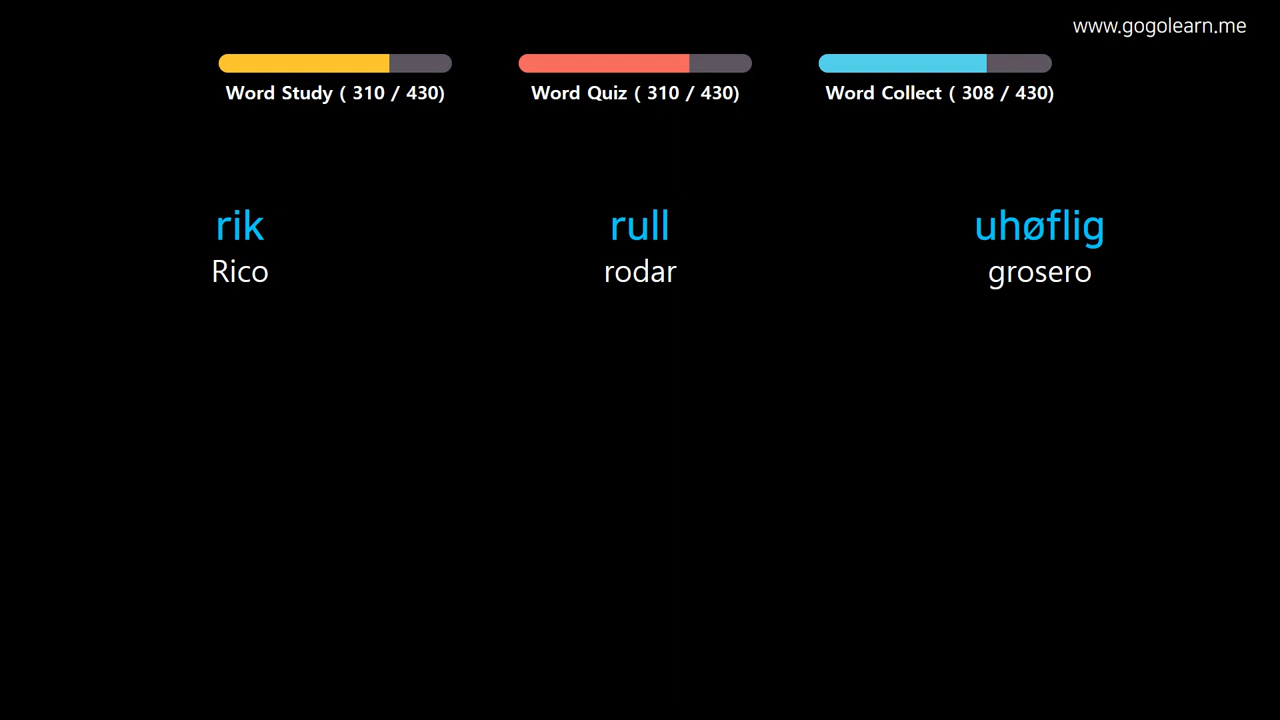 www.gogolearn.me
Word Study ( 310 / 430)
Word Quiz ( 310 / 430)
Word Collect ( 308 / 430)
rik
Rico
rull
rodar
uhøflig
grosero